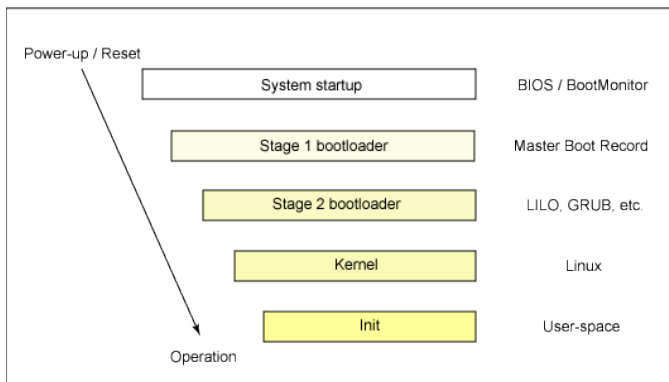 Power-up / Reset
System startup
BIOS / BootMonitor
Stage 1 bootloader
Master Boot Record
Stage 2 bootloader
LILO, GRUB, etc.
Kernel
Linux
Init
User-space
Operation